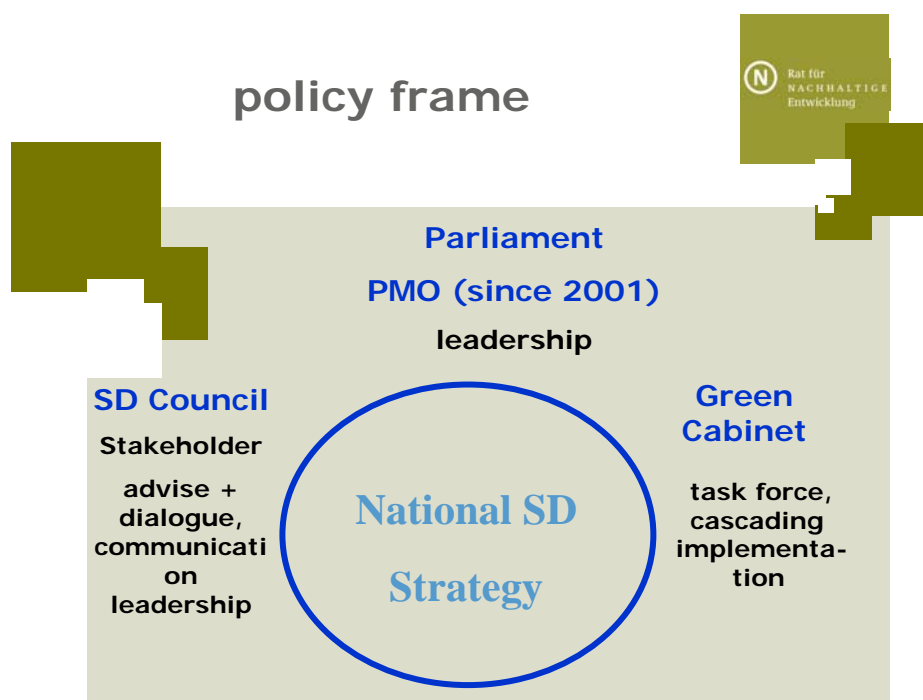 policy frame
Rat für
NACHHALTIGE
Entwicklung
N
Parliament
PMO (since 2001)
leadership
SD Council
Stakeholder
advise +
dialogue,
communicati
on
leadership
National SD
Strategy
Green
Cabinet
task force,
cascading
implementa-
tion